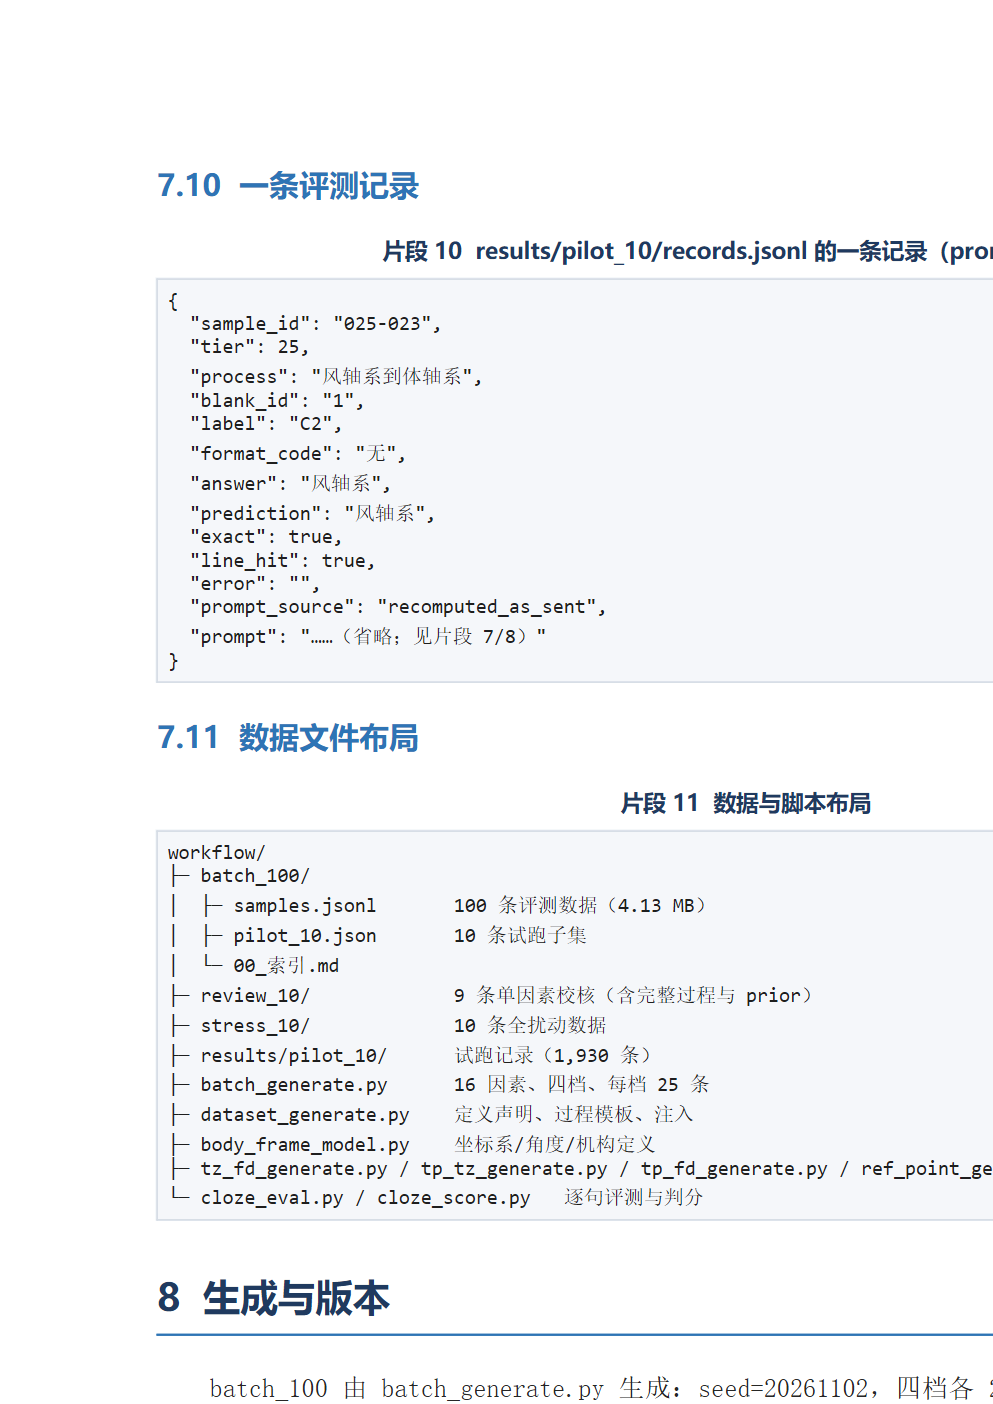 7.10 一条评测记录
片段 10 results/pilot_10/records.jsonl 的一条记录（pro
{
  "sample_id": "025-023",
  "tier": 25,
  "process": "风轴系到体轴系",
  "blank_id": "1",
  "label": "C2",
  "format_code": "无",
  "answer": "风轴系",
  "prediction": "风轴系",
  "exact": true,
  "line_hit": true,
  "error": "",
  "prompt_source": "recomputed_as_sent",
  "prompt": "……（省略；见片段 7/8）"
}
7.11 数据文件布局
片段 11 数据与脚本布局
workflow/
├─ batch_100/
│  ├─ samples.jsonl       100 条评测数据（4.13 MB）
│  ├─ pilot_10.json       10 条试跑子集
│  └─ 00_索引.md
├─ review_10/             9 条单因素校核（含完整过程与 prior）
├─ stress_10/             10 条全扰动数据
├─ results/pilot_10/      试跑记录（1,930 条）
├─ batch_generate.py      16 因素、四档、每档 25 条
├─ dataset_generate.py    定义声明、过程模板、注入
├─ body_frame_model.py    坐标系/角度/机构定义
├─ tz_fd_generate.py / tp_tz_generate.py / tp_fd_generate.py / ref_point_ge
└─ cloze_eval.py / cloze_score.py   逐句评测与判分
8 生成与版本
batch_100 由 batch_generate.py 生成：seed=20261102，四档各 2